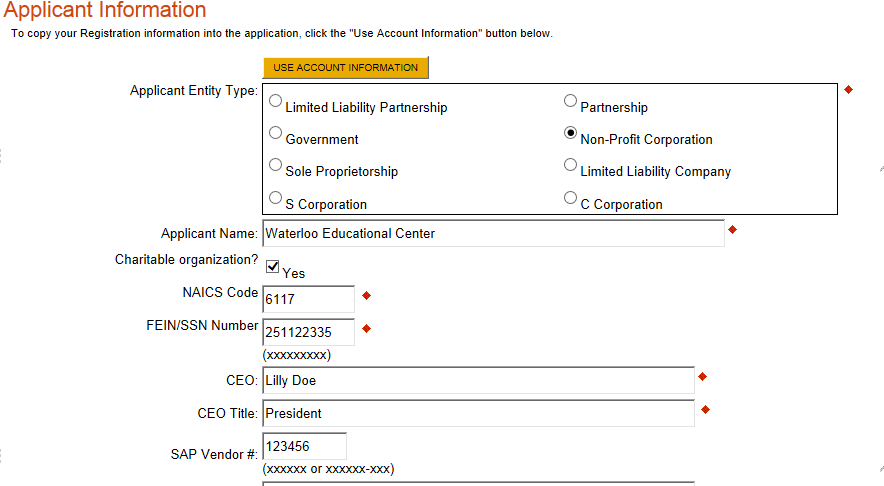 Applicant Information
To copy your Registration information into the application, click the "Use Account Information" button below.
USE ACCOUNT INFORMATION
Applicant Entity Type:
Limited Liability Partnership Partnership
Government Non-Profit Corporation
Sole Proprietorship Limited Liability Company
S Corporation C Corporation
Applicant Name: Waterloo Educational Center
Charitable organization? Yes
NAICS Code 6117
FEIN/SSN Number 251122335
(xxxxxxxxx)
CEO: Lilly Doe
CEO Title: President
SAP Vendor #: 123456
(xxxxxx or xxxxxx-xxx)